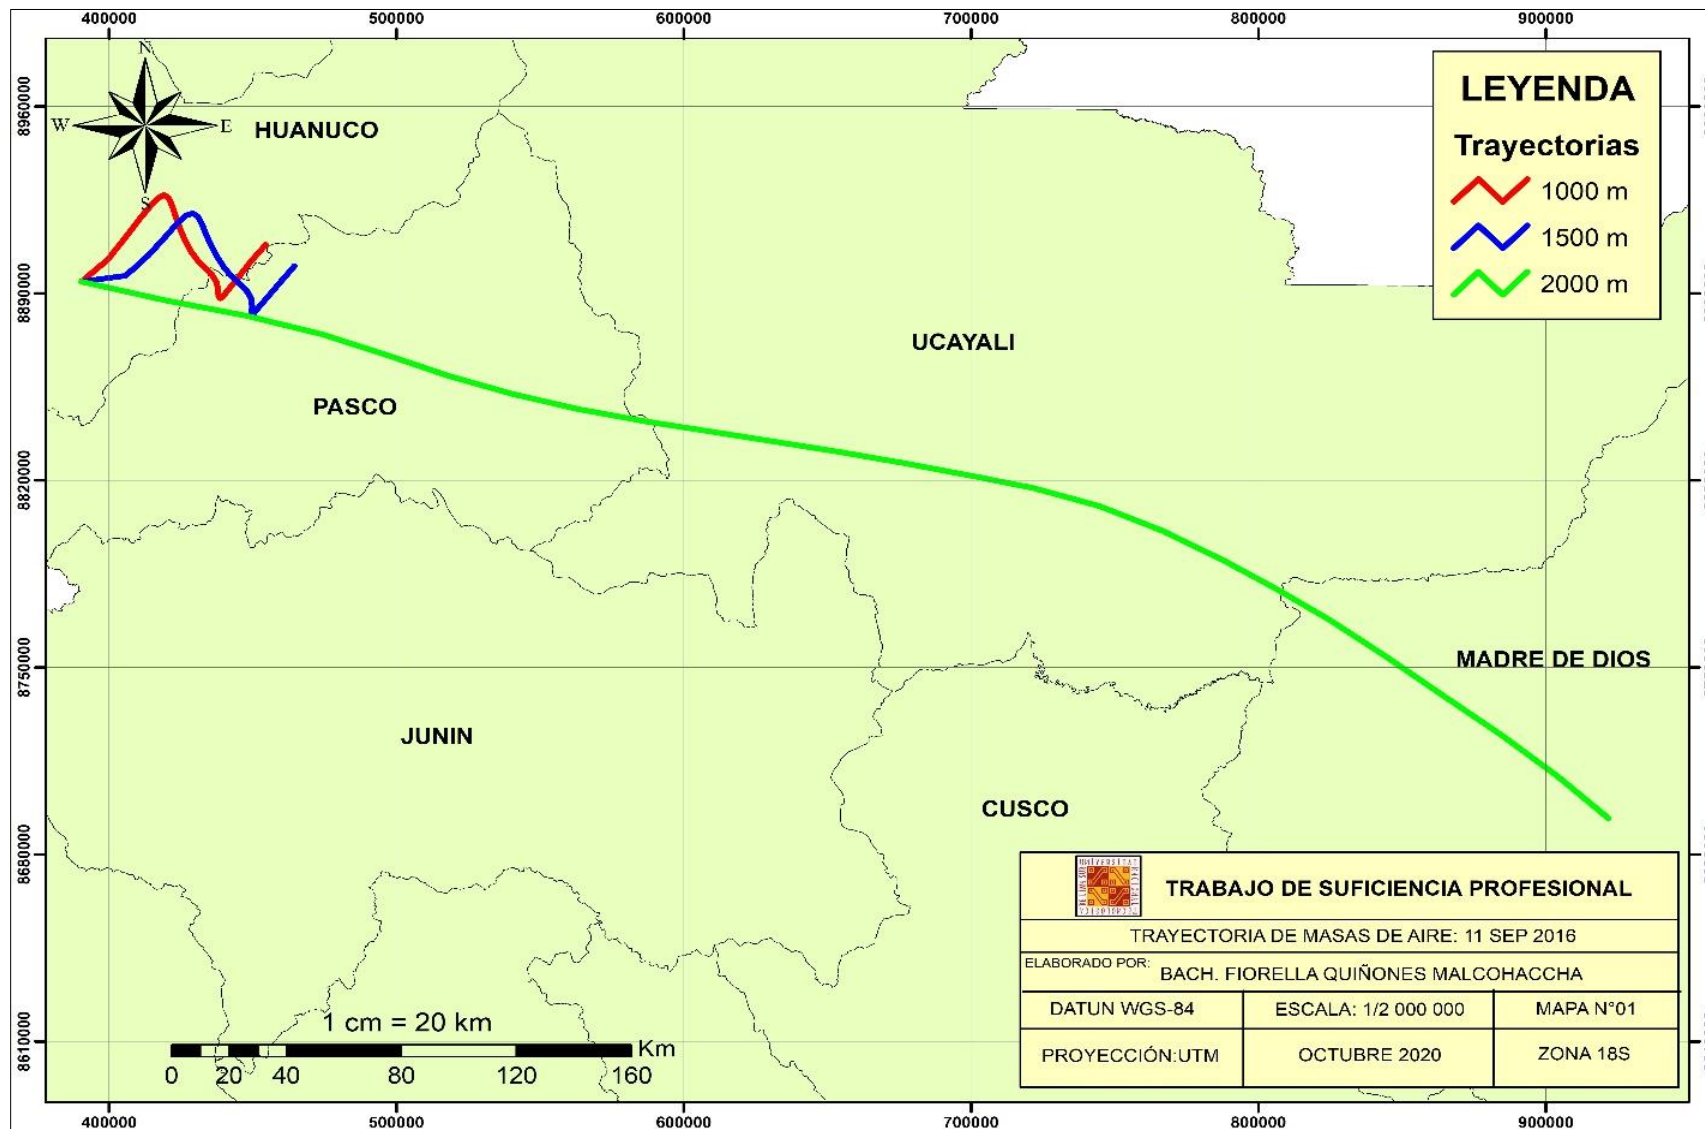 400000 500000 600000 700000 800000 900000
N
W E
S
HUANUCO
PASCO
UCAYALI
JUNIN
CUSCO
MADRE DE DIOS
8960000
8890000
8820000
8750000
8680000
8610000
LEYENDA
Trayectorias
1000 m
1500 m
2000 m
1 cm = 20 km
Km
0 20 40 80 120 160
TRABAJO DE SUFICIENCIA PROFESIONAL
TRAYECTORIA DE MASAS DE AIRE: 11 SEP 2016
ELABORADO POR: BACH. FIORELLA QUIÑONES MALCOHACCHA
DATUN WGS-84 ESCALA: 1/2 000 000 MAPA N°01
PROYECCIÓN:UTM OCTUBRE 2020 ZONA 18S
400000 500000 600000 700000 800000 900000